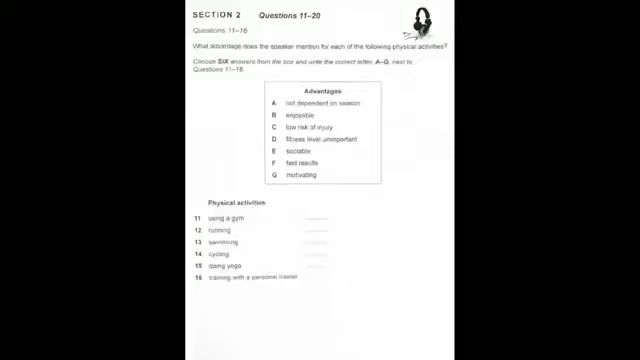 SECTION 2 Questions 11–20
Questions 11–16
What advantage does the speaker mention for each of the following physical activities?
Choose SIX answers from the box and write the correct letter, A–G, next to
Questions 11–16.
Advantages
A not dependent on season
B enjoyable
C low risk of injury
D fitness level unimportant
E sociable
F fast results
G motivating
Physical activities
11 using a gym
12 running
13 swimming
14 cycling
15 doing yoga
16 training with a personal trainer